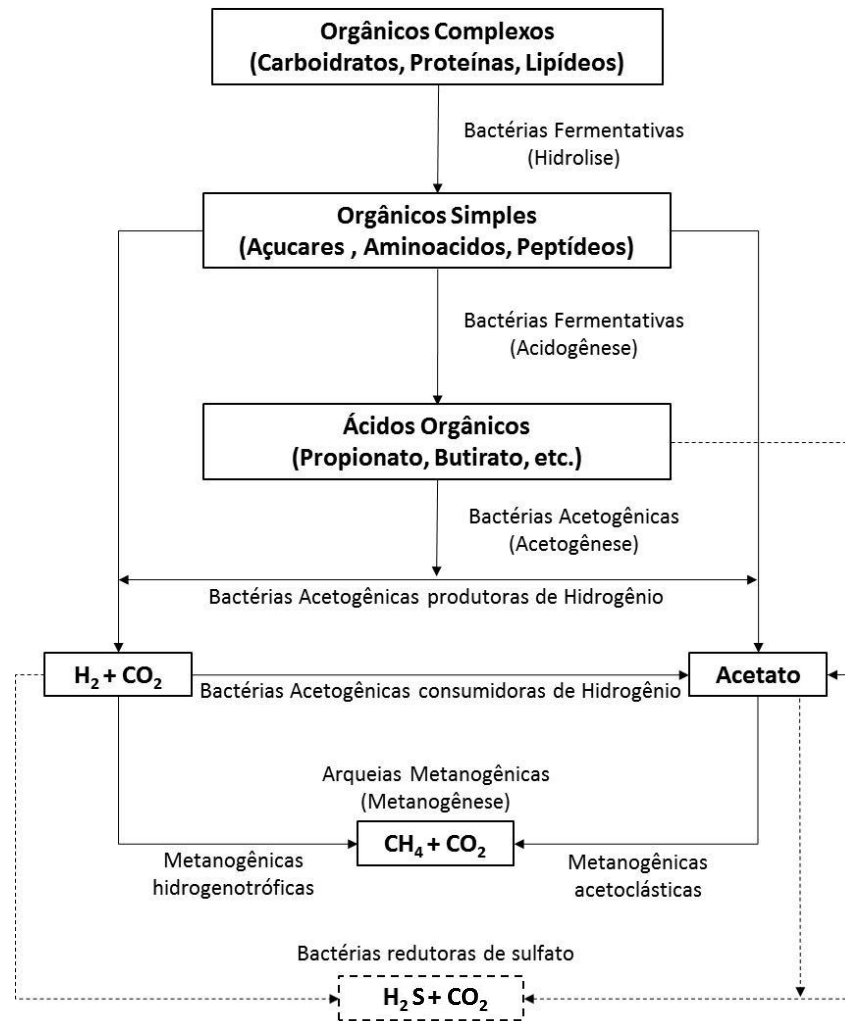 Orgânicos Complexos
(Carboidratos, Proteínas, Lipídeos)
Bactérias Fermentativas
(Hidrolise)
Orgânicos Simples
(Açucares , Aminoacidos, Peptídeos)
Bactérias Fermentativas
(Acidogênese)
Ácidos Orgânicos
(Propionato, Butirato, etc.)
Bactérias Acetogênicas
(Acetogênese)
Bactérias Acetogênicas produtoras de Hidrogênio
H₂ + CO₂
Acetato
Bactérias Acetogênicas consumidoras de Hidrogênio
Arqueias Metanogênicas
(Metanogênese)
CH₄ + CO₂
Metanogênicas
hidrogenotróficas
Metanogênicas
acetoclásticas
Bactérias redutoras de sulfato
H₂ S + CO₂